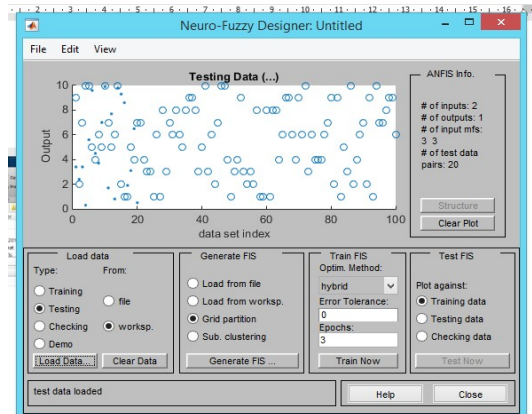 Neuro-Fuzzy Designer: Untitled
File Edit View
Testing Data (...)
Output
10
8
6
4
2
0
0 20 40 60 80 100
data set index
ANFIS Info.
# of inputs: 2
# of outputs: 1
# of input mfs:
3 3
# of test data
pairs: 20
Structure
Clear Plot
Load data
Type: From:
Training
Testing
Checking
Demo
file
worksp.
Load Data...
Clear Data
Generate FIS
Load from file
Load from worksp.
Grid partition
Sub. clustering
Generate FIS ...
Train FIS
Optim. Method:
hybrid
Error Tolerance:
0
Epochs:
3
Train Now
Test FIS
Plot against:
Training data
Testing data
Checking data
Test Now
test data loaded
Help
Close